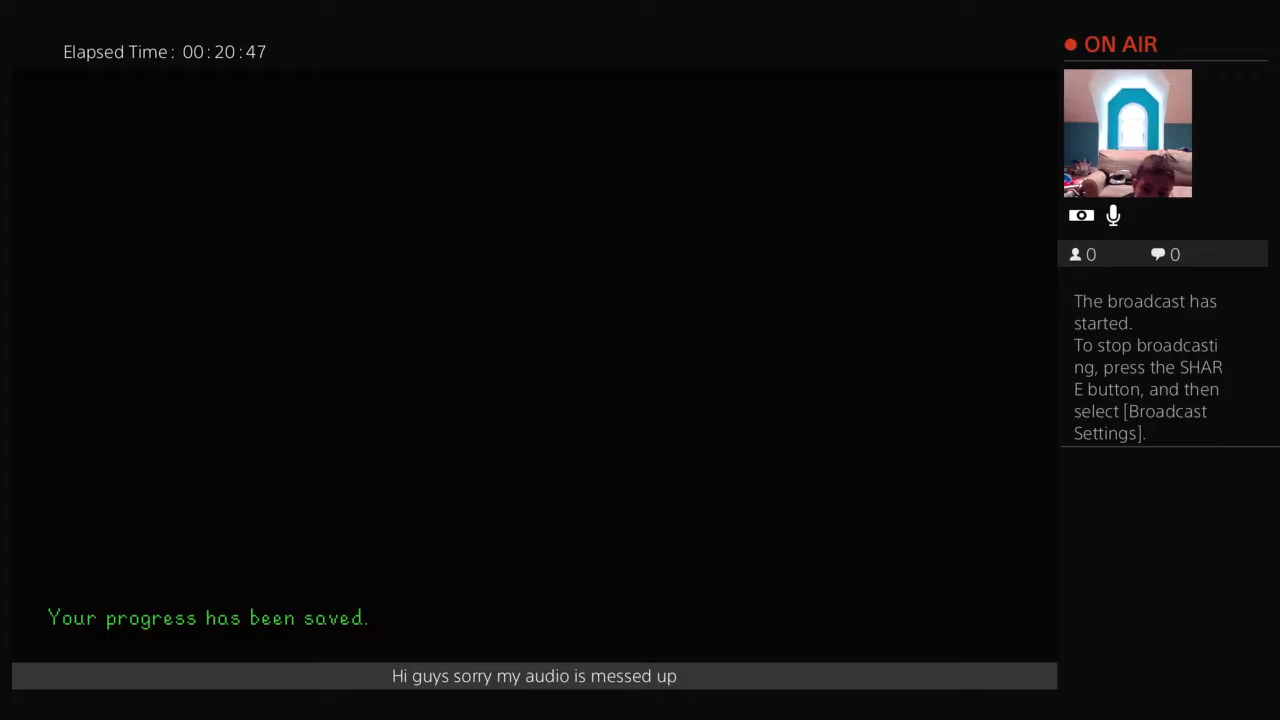 Elapsed Time: 00:20:47
ON AIR
0 0
The broadcast has
started.
To stop broadcasti
ng, press the SHAR
E button, and then
select [Broadcast
Settings].
Your progress has been saved.
Hi guys sorry my audio is messed up